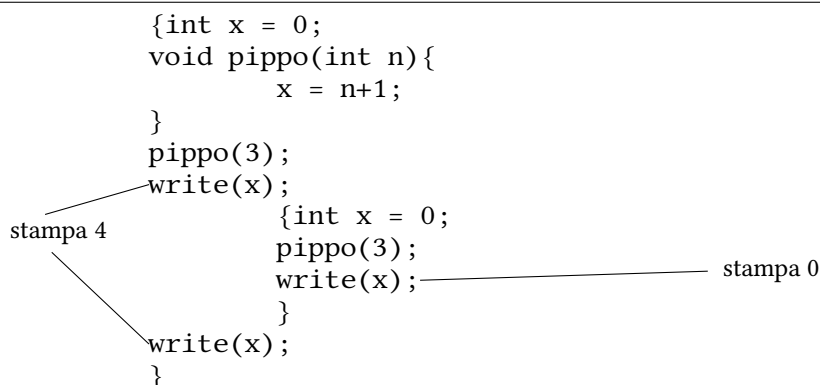 {int x = 0;
void pippo(int n){
x = n+1;
}
pippo(3);
write(x);
{int x = 0;
stampa 4
pippo(3);
write(x);
stampa 0
}
write(x);
}